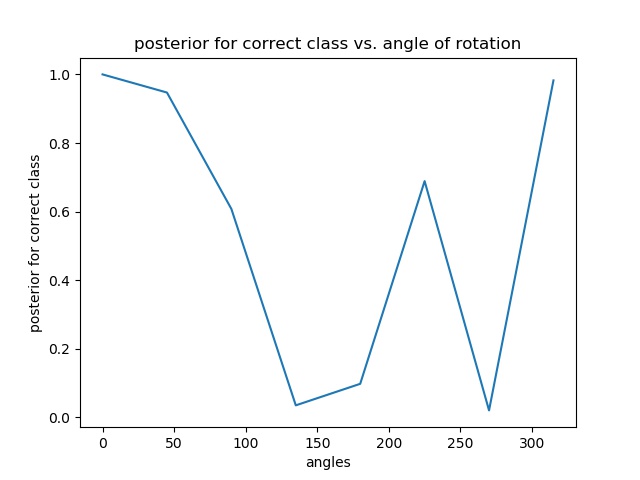 posterior for correct class vs. angle of rotation
1.0
0.8
0.6
0.4
0.2
0.0
posterior for correct class
0 50 100 150 200 250 300
angles